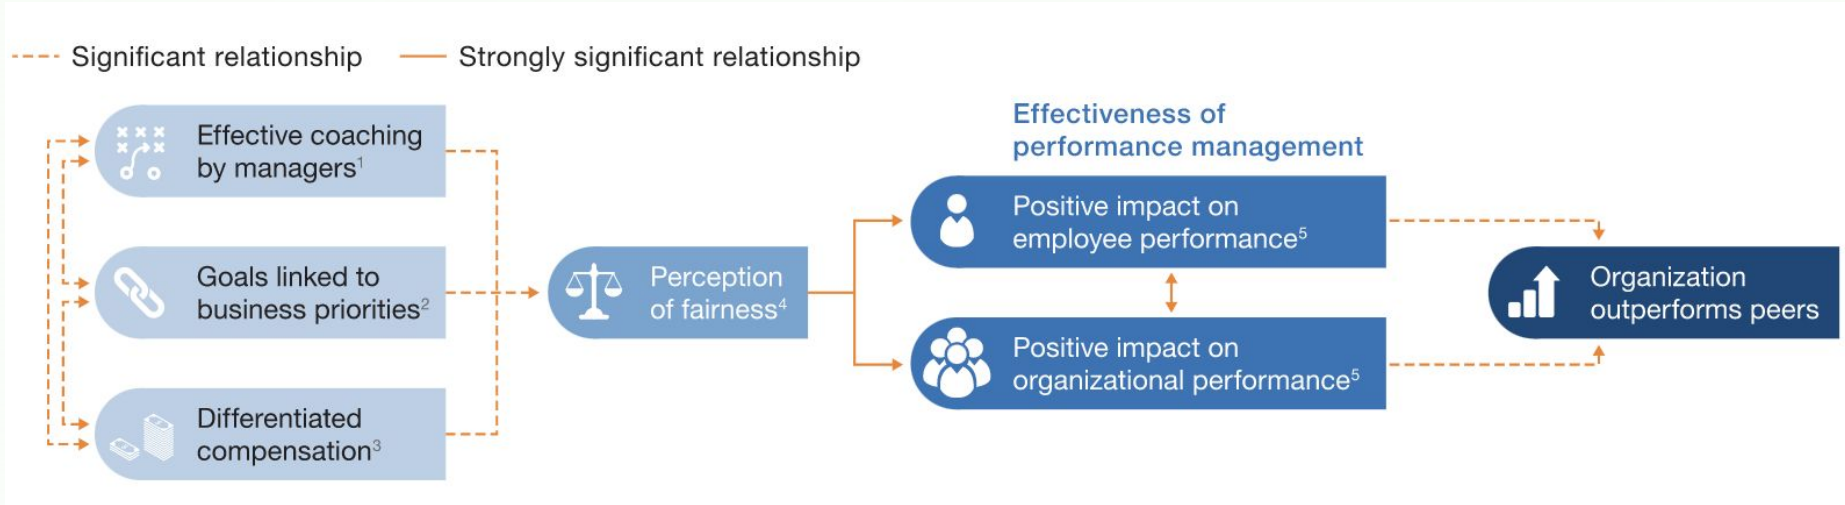 Significant relationship
Strongly significant relationship
Effective coaching
by managers¹
Goals linked to
business priorities²
Differentiated
compensation³
Perception
of fairness⁴
Effectiveness of
performance management
Positive impact on
employee performance⁵
Positive impact on
organizational performance⁵
Organization
outperforms peers